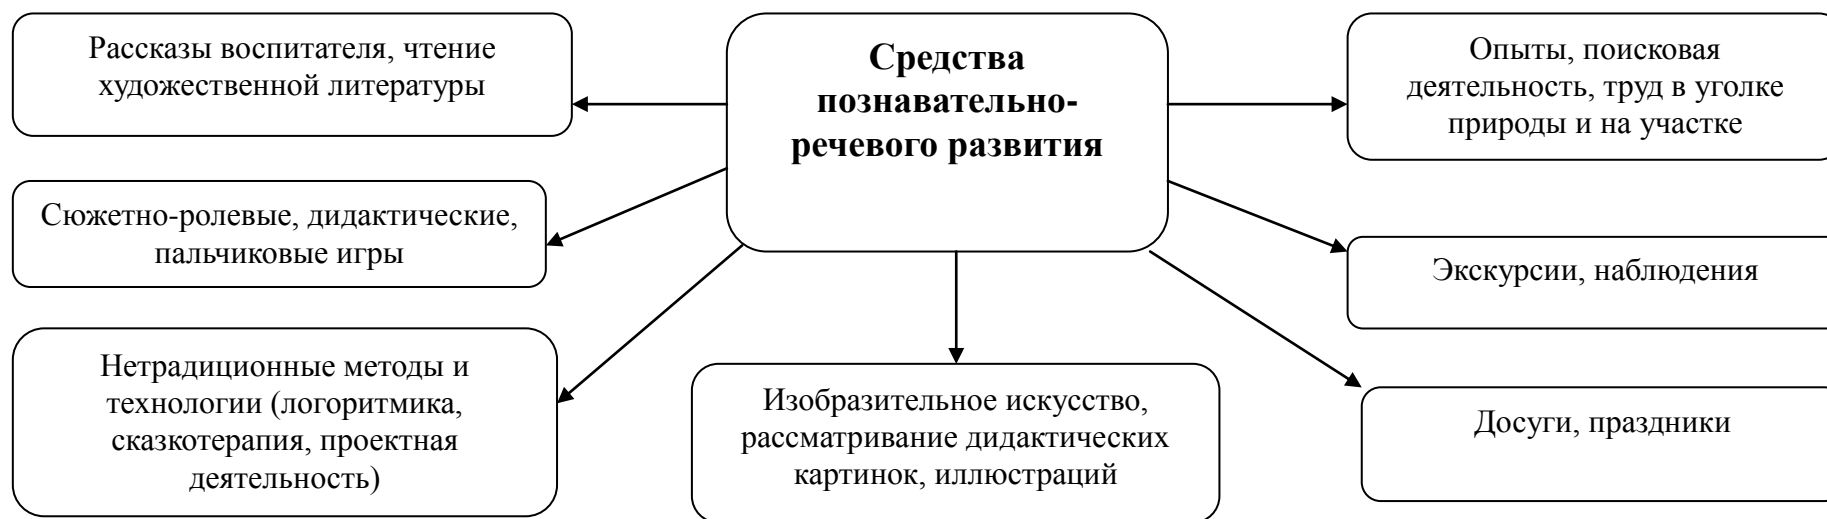 Рассказы воспитателя, чтение
художественной литературы
Средства
познавательно-
речевого развития
Опыты, поисковая
деятельность, труд в уголке
природы и на участке
Сюжетно-ролевые, дидактические,
пальчиковые игры
Экскурсии, наблюдения
Нетрадиционные методы и
технологии (логоритмика,
сказкотерапия, проектная
деятельность)
Изобразительное искусство,
рассматривание дидактических
картинок, иллюстраций
Досуги, праздники